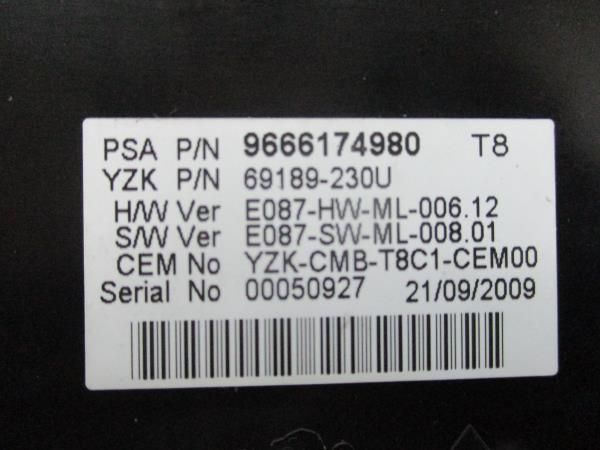 PSA P/N 9666174980 T8
YZK P/N 69189-230U
H/W Ver E087-HW-ML-006.12
S/W Ver E087-SW-ML-008.01
CEM No YZK-CMB-T8C1-CEM00
Serial No 00050927 21/09/2009